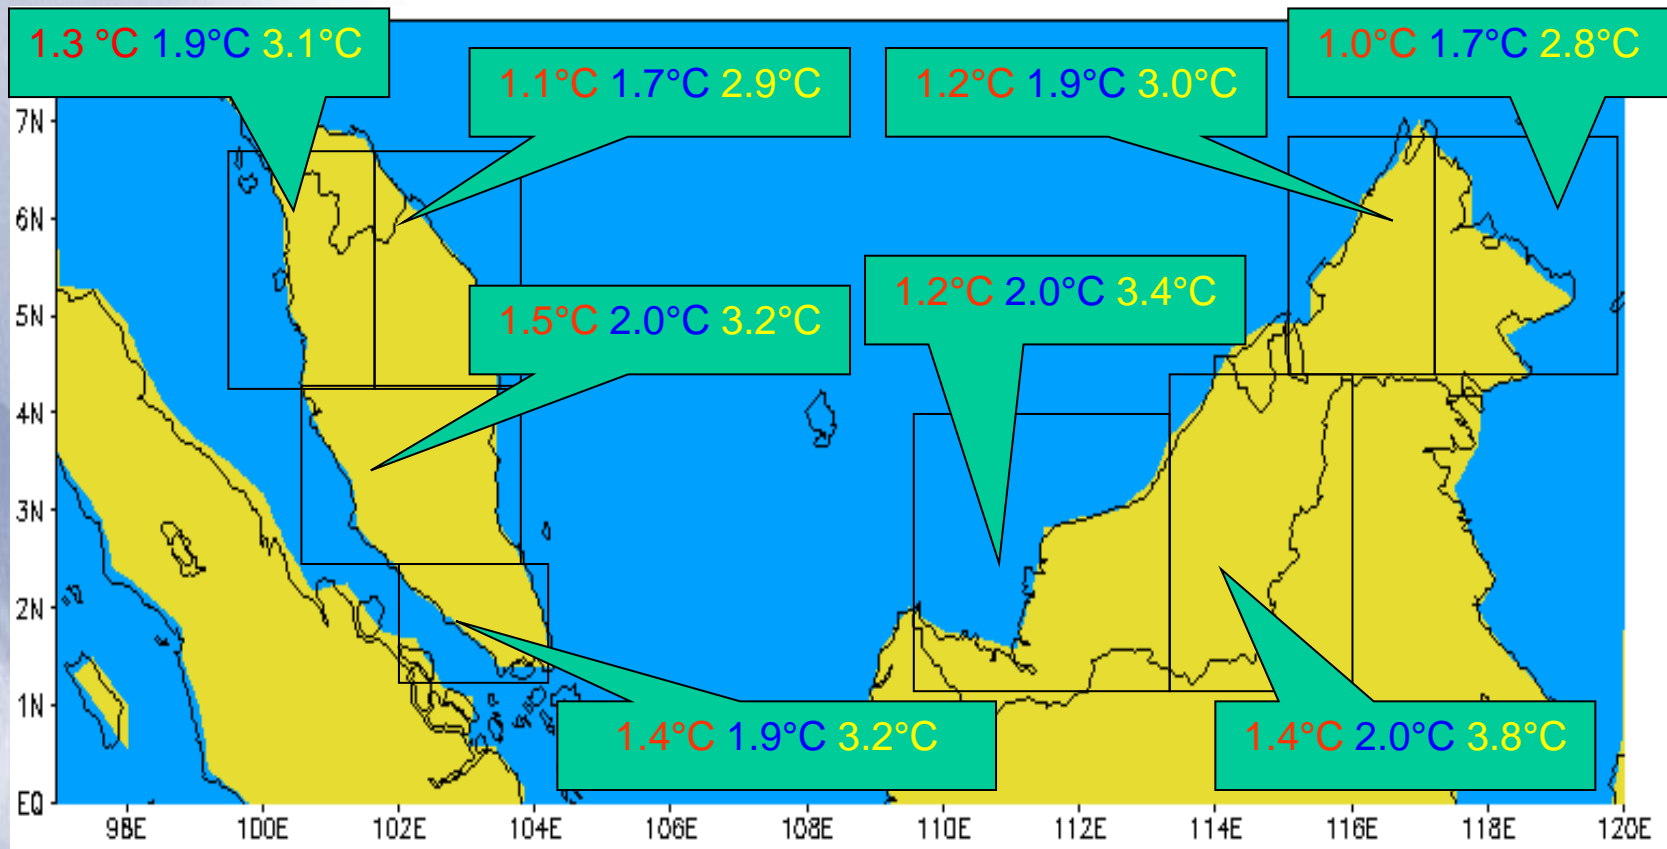 1.3 °C 1.9°C 3.1°C
1.1°C 1.7°C 2.9°C
1.2°C 1.9°C 3.0°C
1.0°C 1.7°C 2.8°C
1.5°C 2.0°C 3.2°C
1.2°C 2.0°C 3.4°C
1.4°C 1.9°C 3.2°C
1.4°C 2.0°C 3.8°C
7N
6N
5N
4N
3N
2N
1N
EQ
98E 100E 102E 104E 106E 108E 110E 112E 114E 116E 118E 120E